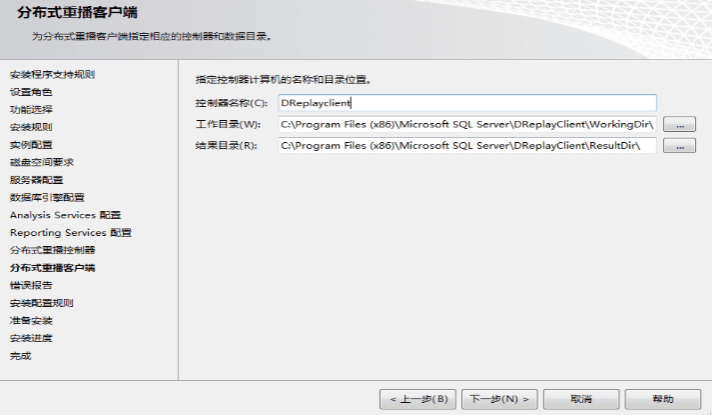 分布式重播客户端
为分布式重播客户端指定相应的控制器和数据目录。
安装程序支持规则
设置角色
功能选择
安装规则
实例配置
磁盘空间要求
服务器配置
数据库引擎配置
Analysis Services 配置
Reporting Services 配置
分布式重播控制器
分布式重播客户端
错误报告
安装配置规则
准备安装
安装进度
完成
指定控制器计算机的名称和目录位置。
控制器名称(C): DReplayclient
工作目录(W): C:\Program Files (x86)\Microsoft SQL Server\DReplayClient\WorkingDir\ ...
结果目录(R): C:\Program Files (x86)\Microsoft SQL Server\DReplayClient\ResultDir\ ...
< 上一步(B) 下一步(N) > 取消 帮助